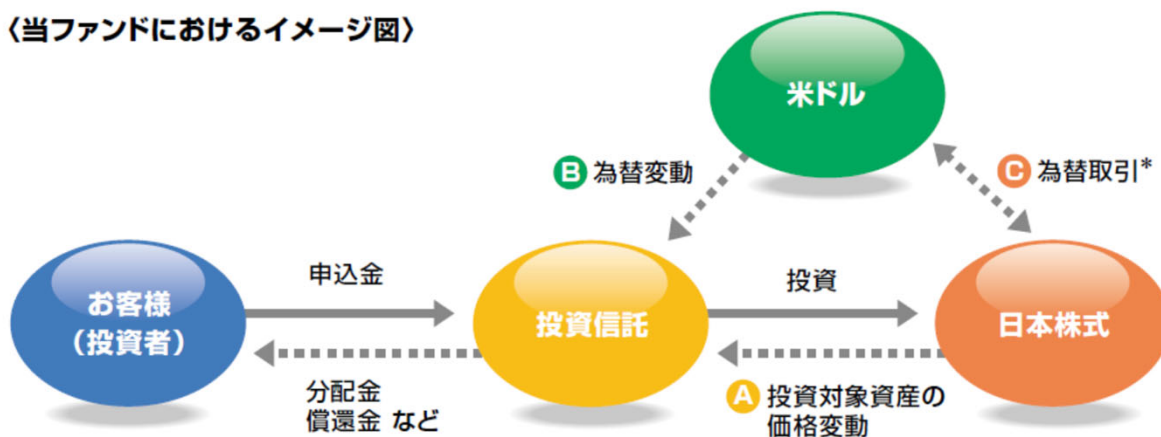 〈当ファンドにおけるイメージ図〉
米ドル
B 為替変動
C 為替取引*
お客様
（投資者）
申込金
投資信託
投資
日本株式
分配金
償還金 など
A 投資対象資産の
価格変動